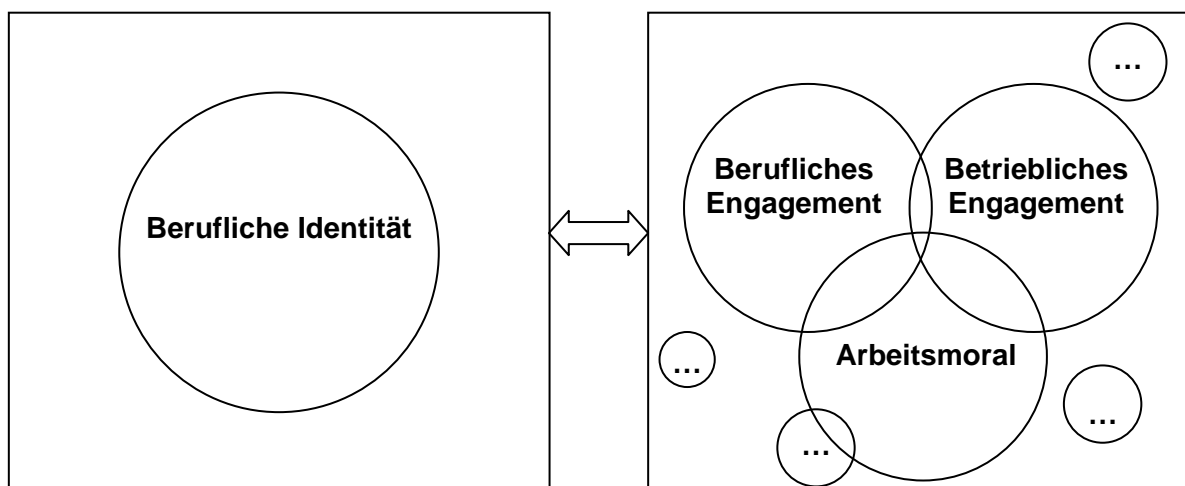 Berufliche Identität
...
Berufliches
Engagement
Betriebliches
Engagement
Arbeitsmoral
...
...
...